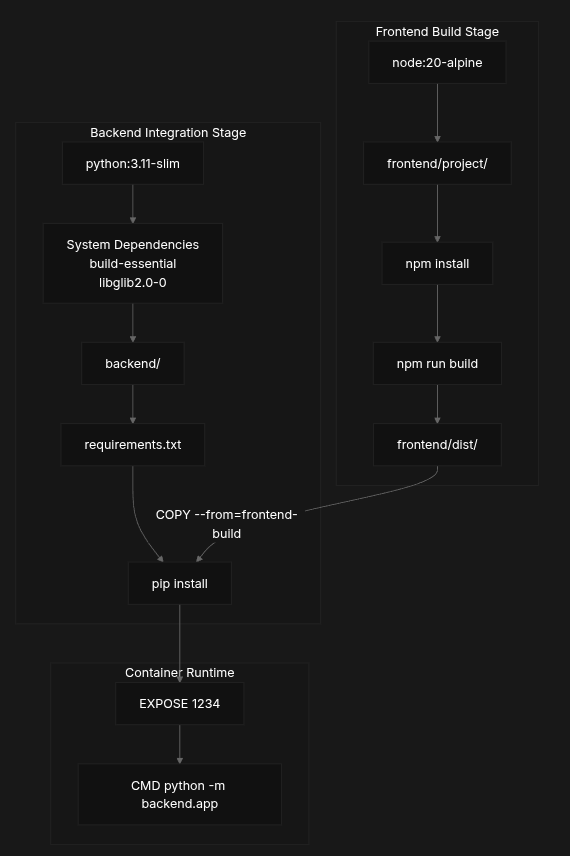 Frontend Build Stage
node:20-alpine
frontend/project/
npm install
npm run build
frontend/dist/
Backend Integration Stage
python:3.11-slim
System Dependencies
build-essential
libglib2.0-0
backend/
requirements.txt
COPY --from=frontend-
build
pip install
Container Runtime
EXPOSE 1234
CMD python -m
backend.app